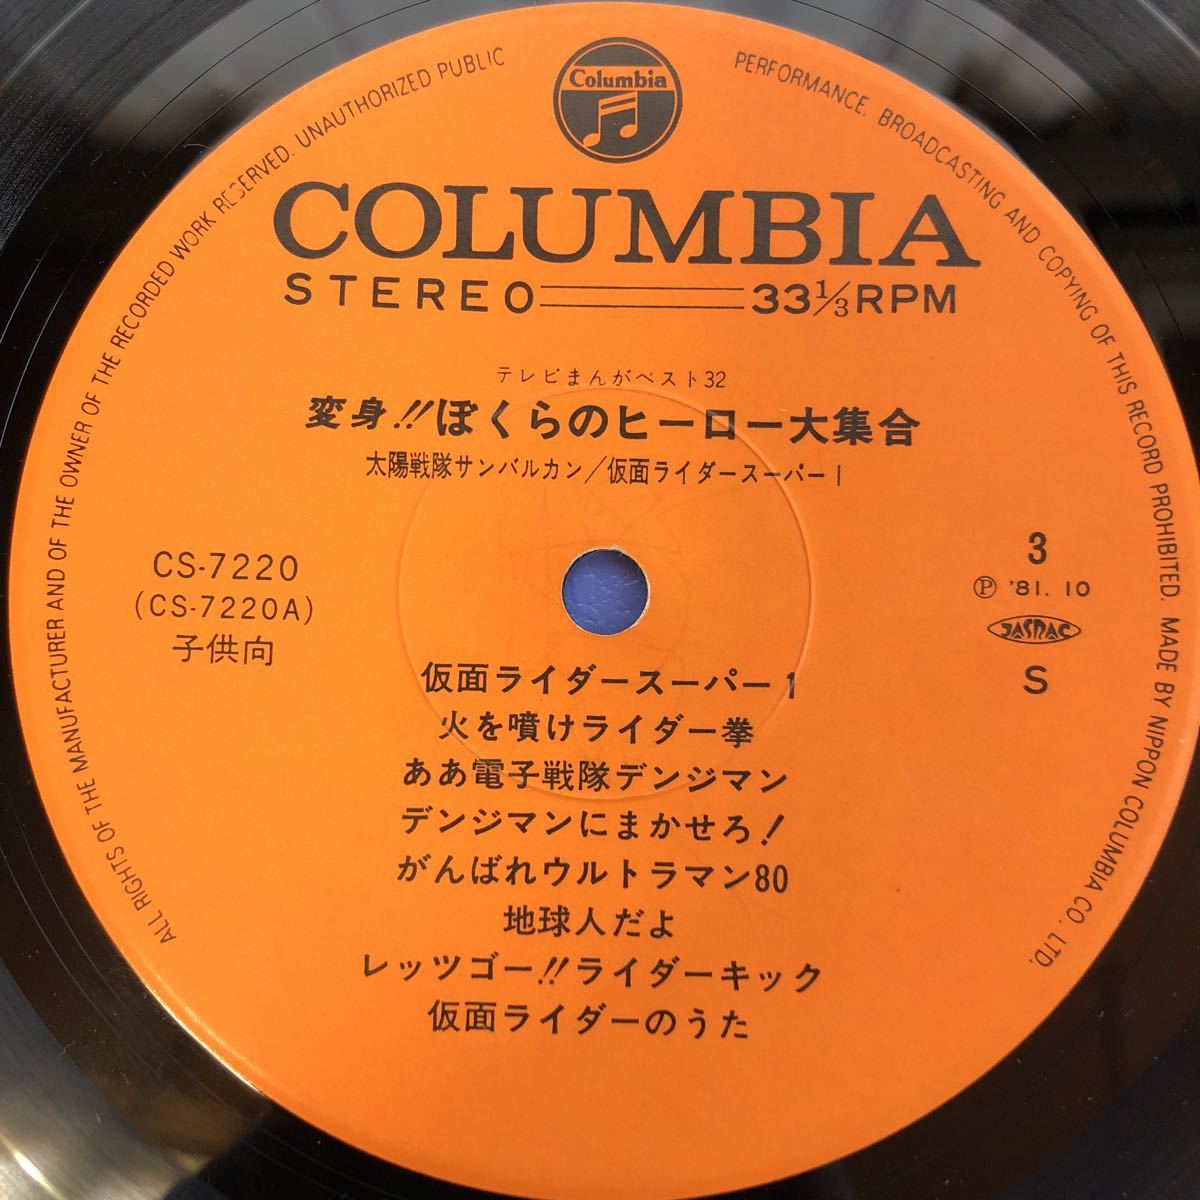 Columbia
COLUMBIA
STEREO 33⅓RPM
テレビまんがベスト32
変身!!ぼくらのヒーロー大集合
太陽戦隊サンバルカン/仮面ライダースーパー1
CS-7220
(CS-7220A)
子供向
3
Ⓟ '81. 10
JASRAC
S
仮面ライダースーパー1
火を噴けライダー拳
ああ電子戦隊デンジマン
デンジマンにまかせろ!
がんばれウルトラマン80
地球人だよ
レッツゴー!!ライダーキック
仮面ライダーのうた
ALL RIGHTS OF THE MANUFACTURER AND OF THE OWNER OF THE RECORDED WORK RESERVED. UNAUTHORIZED PUBLIC PERFORMANCE. BROADCASTING AND COPYING OF THIS RECORD PROHIBITED. MADE BY NIPPON COLUMBIA CO. LTD.